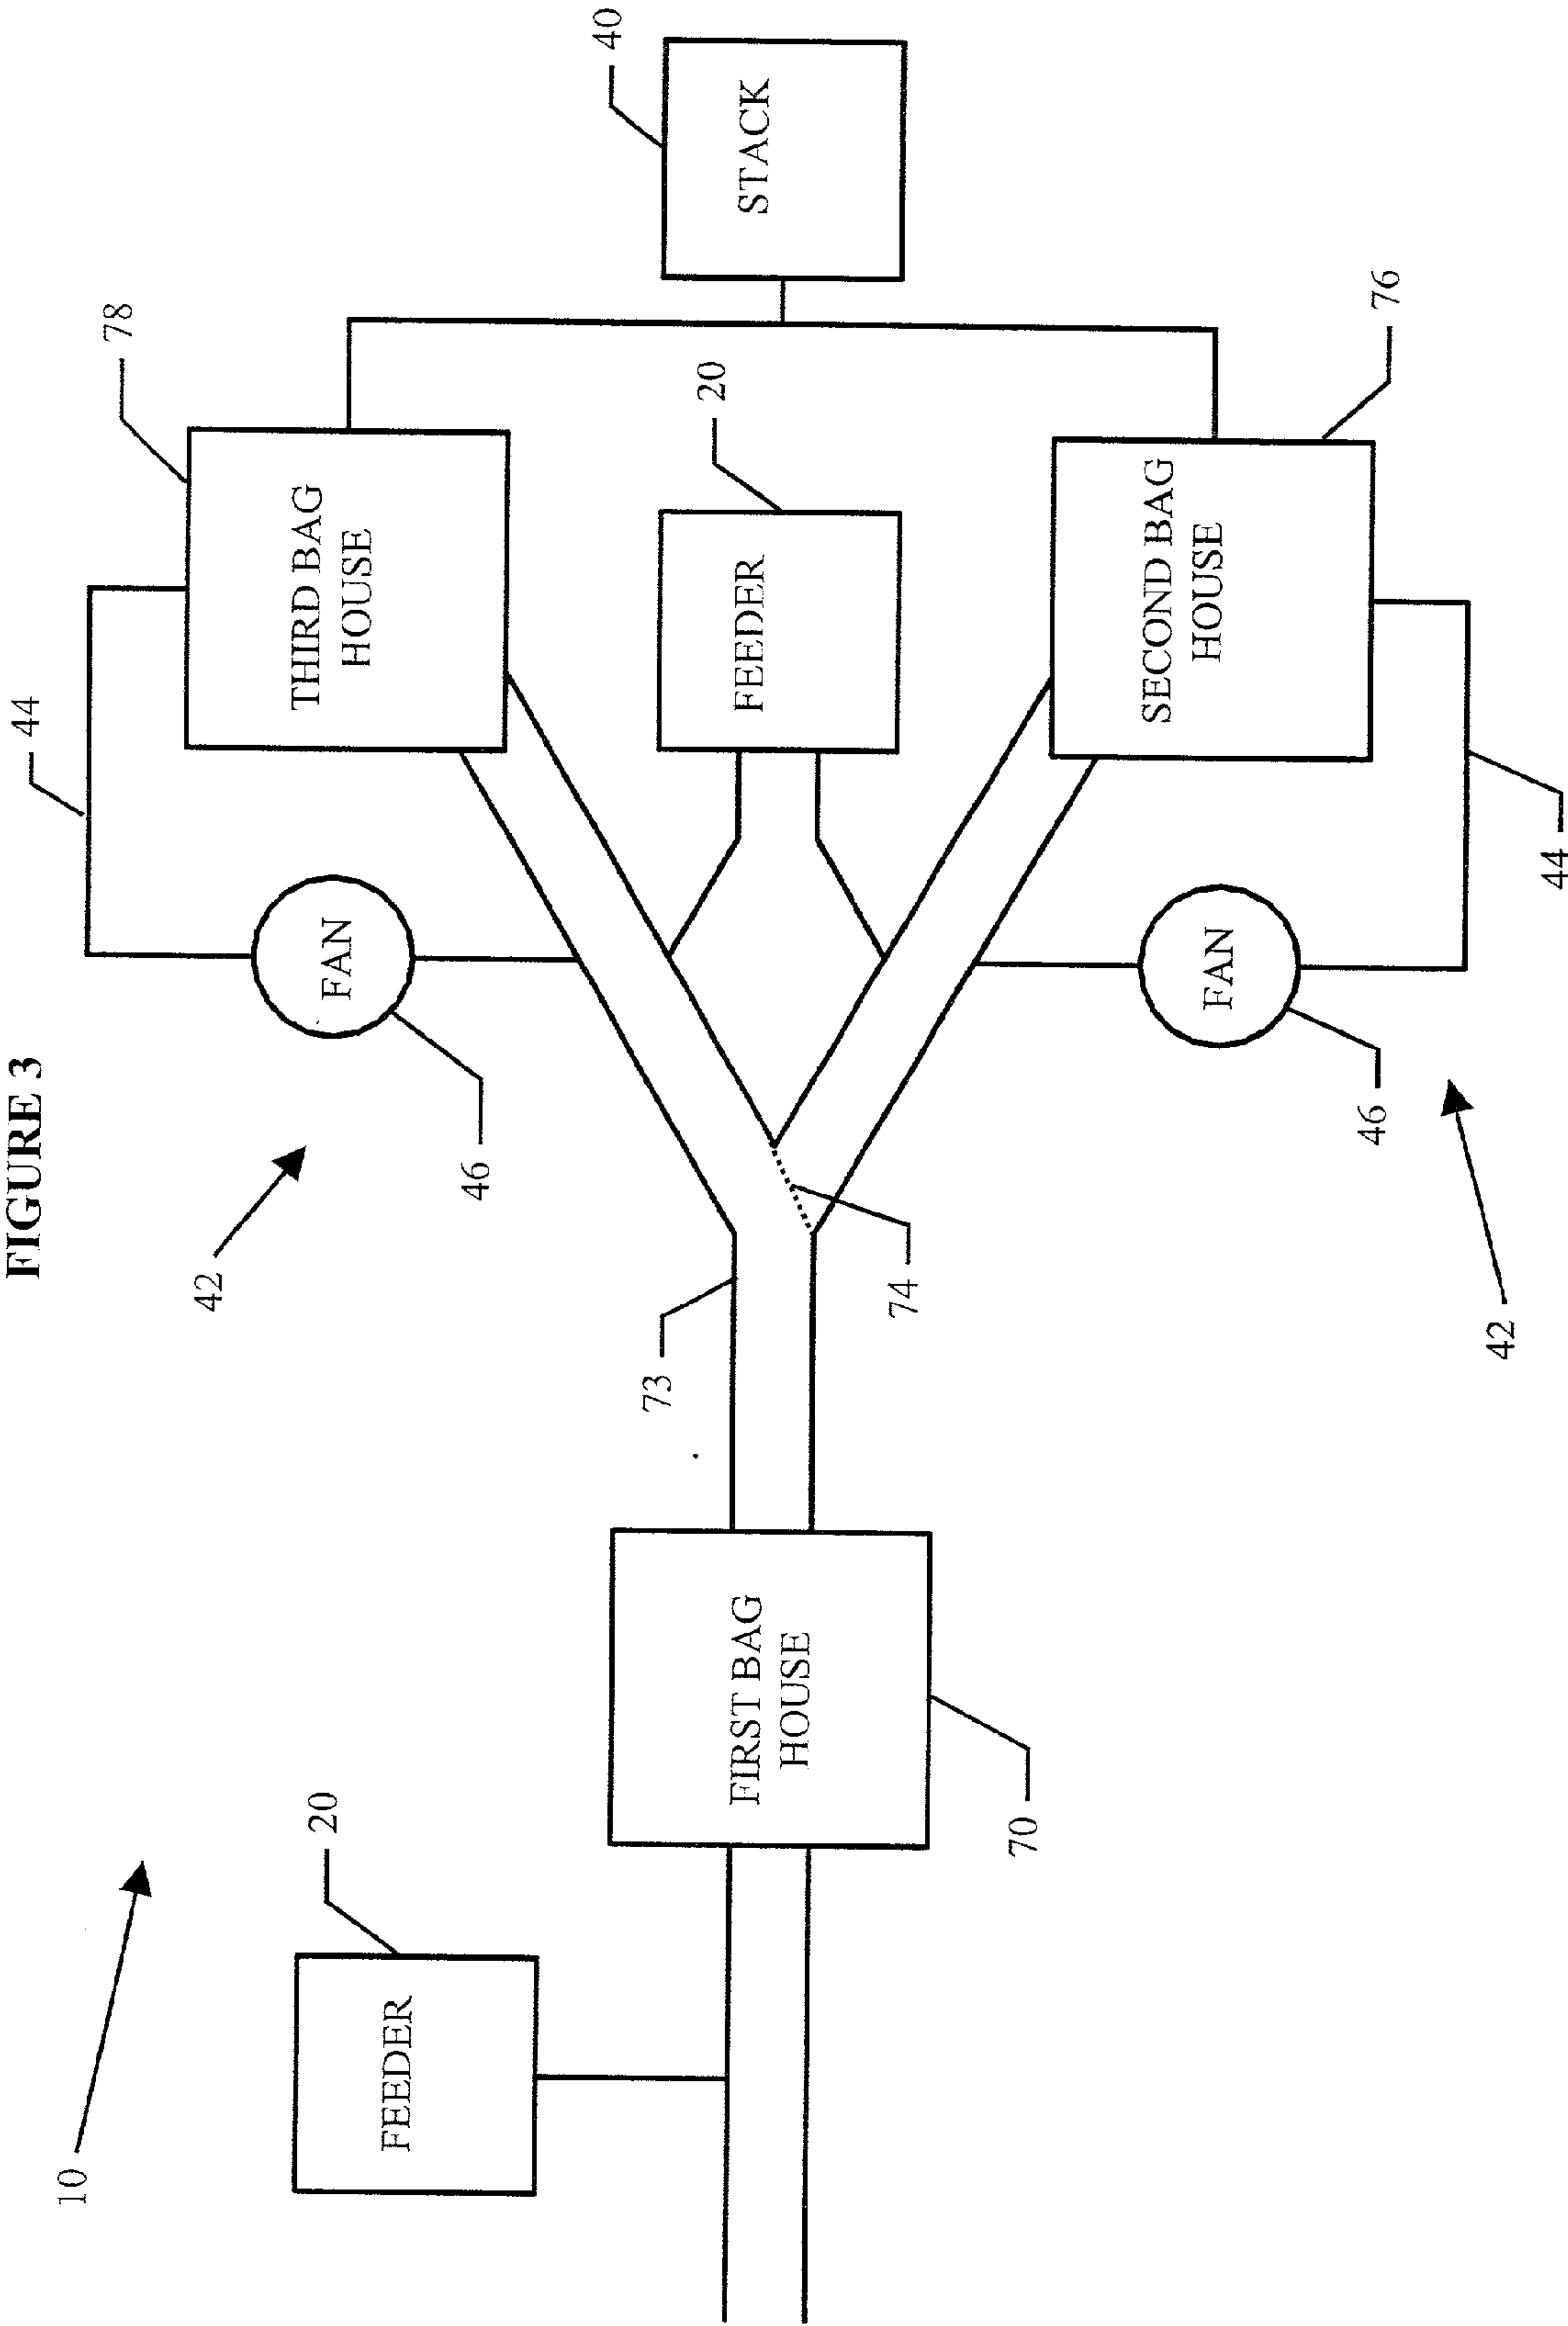 FIGURE 3
10
20
FEEDER
FIRST BAG
HOUSE
70
73
74
42
46
FAN
44
THIRD BAG
HOUSE
78
FEEDER
20
42
46
FAN
44
SECOND BAG
HOUSE
76
STACK
40